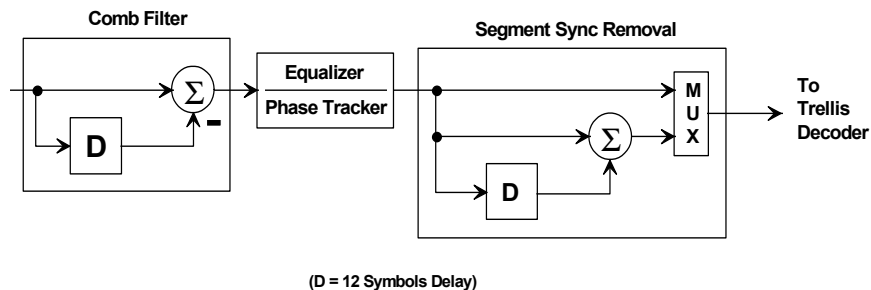 Comb Filter
Segment Sync Removal
Σ
–
D
Equalizer
Phase Tracker
Σ
D
M
U
X
To
Trellis
Decoder
(D = 12 Symbols Delay)